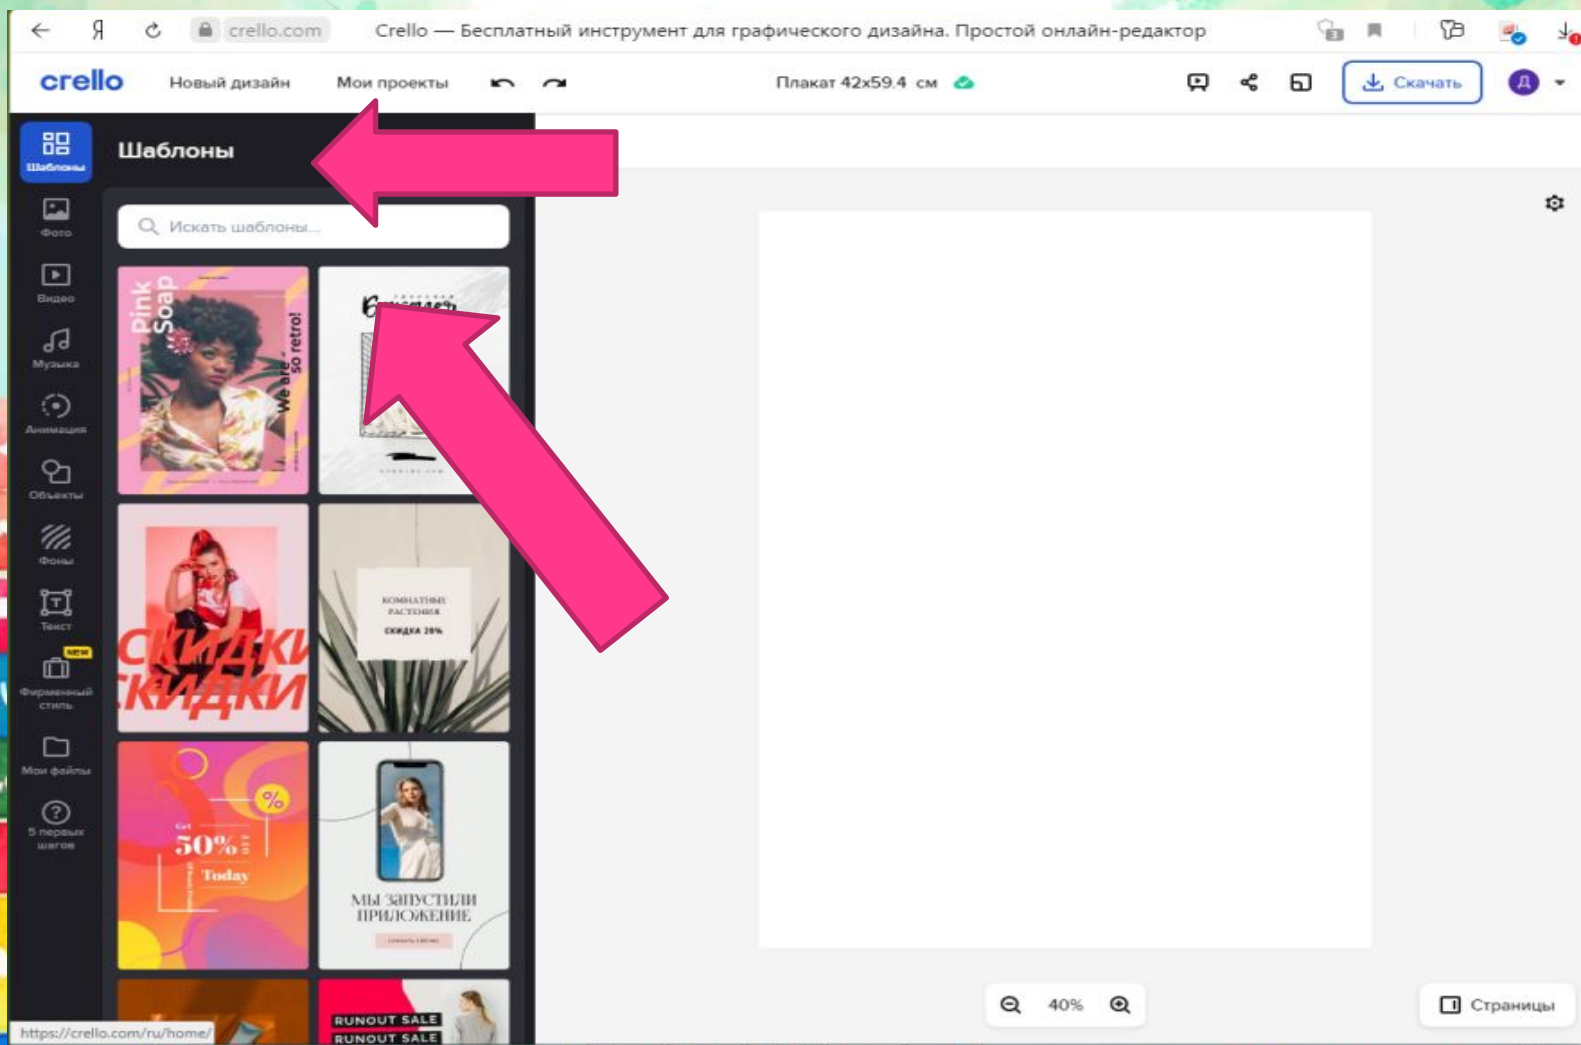 Я
crello.com
Crello — Бесплатный инструмент для графического дизайна. Простой онлайн-редактор
3
crello
Новый дизайн
Мои проекты
Плакат 42x59.4 см
Скачать
Д
Шаблоны
Шаблоны
Искать шаблоны...
Фото
Видео
Музыка
Анимация
Объекты
Фоны
Текст
NEW
Фирменный
стиль
Мои файлы
5 первых
шагов
Pink
Soap
We are
so retro!
СКИДКИ
СКИДКИ
КОМНАТНЫЕ
РАСТЕНИЯ
СКИДКА 20%
%
Get
50% OFF
Today
МЫ ЗАПУСТИЛИ
ПРИЛОЖЕНИЕ
RUNOUT SALE
RUNOUT SALE
40%
Страницы
https://crello.com/ru/home/